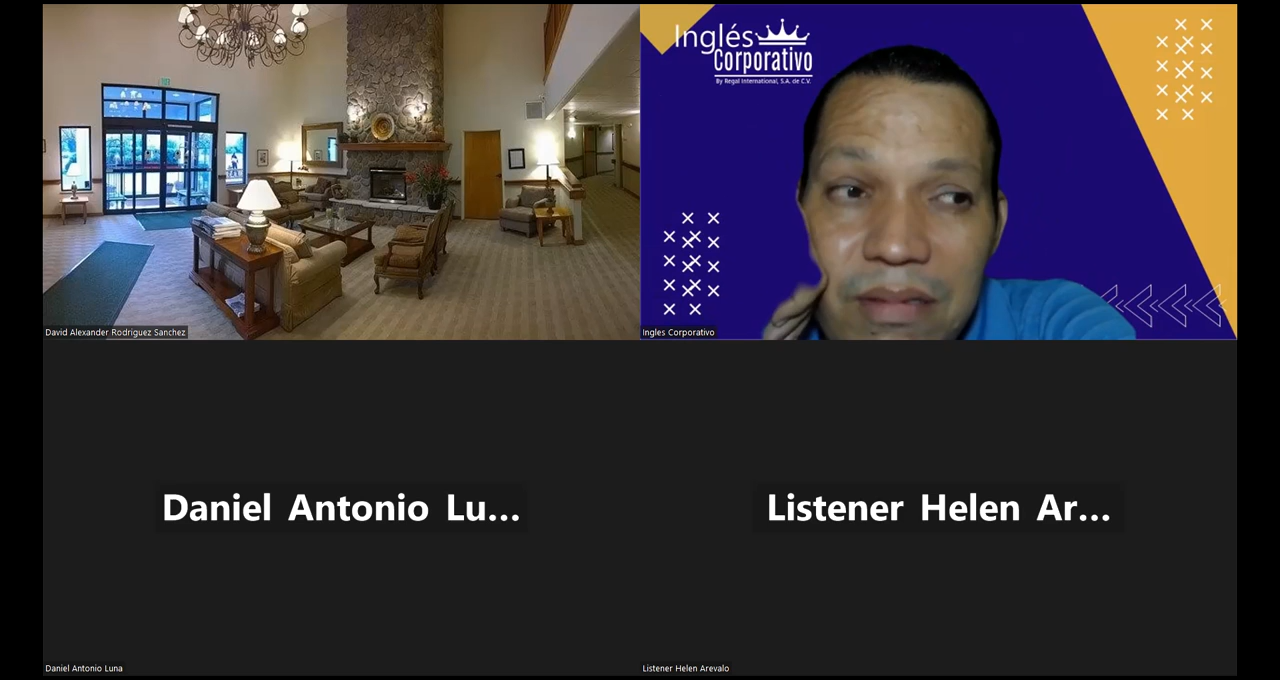 Inglés
Corporativo
By Regal International, S.A. de C.V.
David Alexander Rodriguez Sanchez
Ingles Corporativo
Daniel Antonio Lu...
Listener Helen Ar...
Daniel Antonio Luna
Listener Helen Arevalo